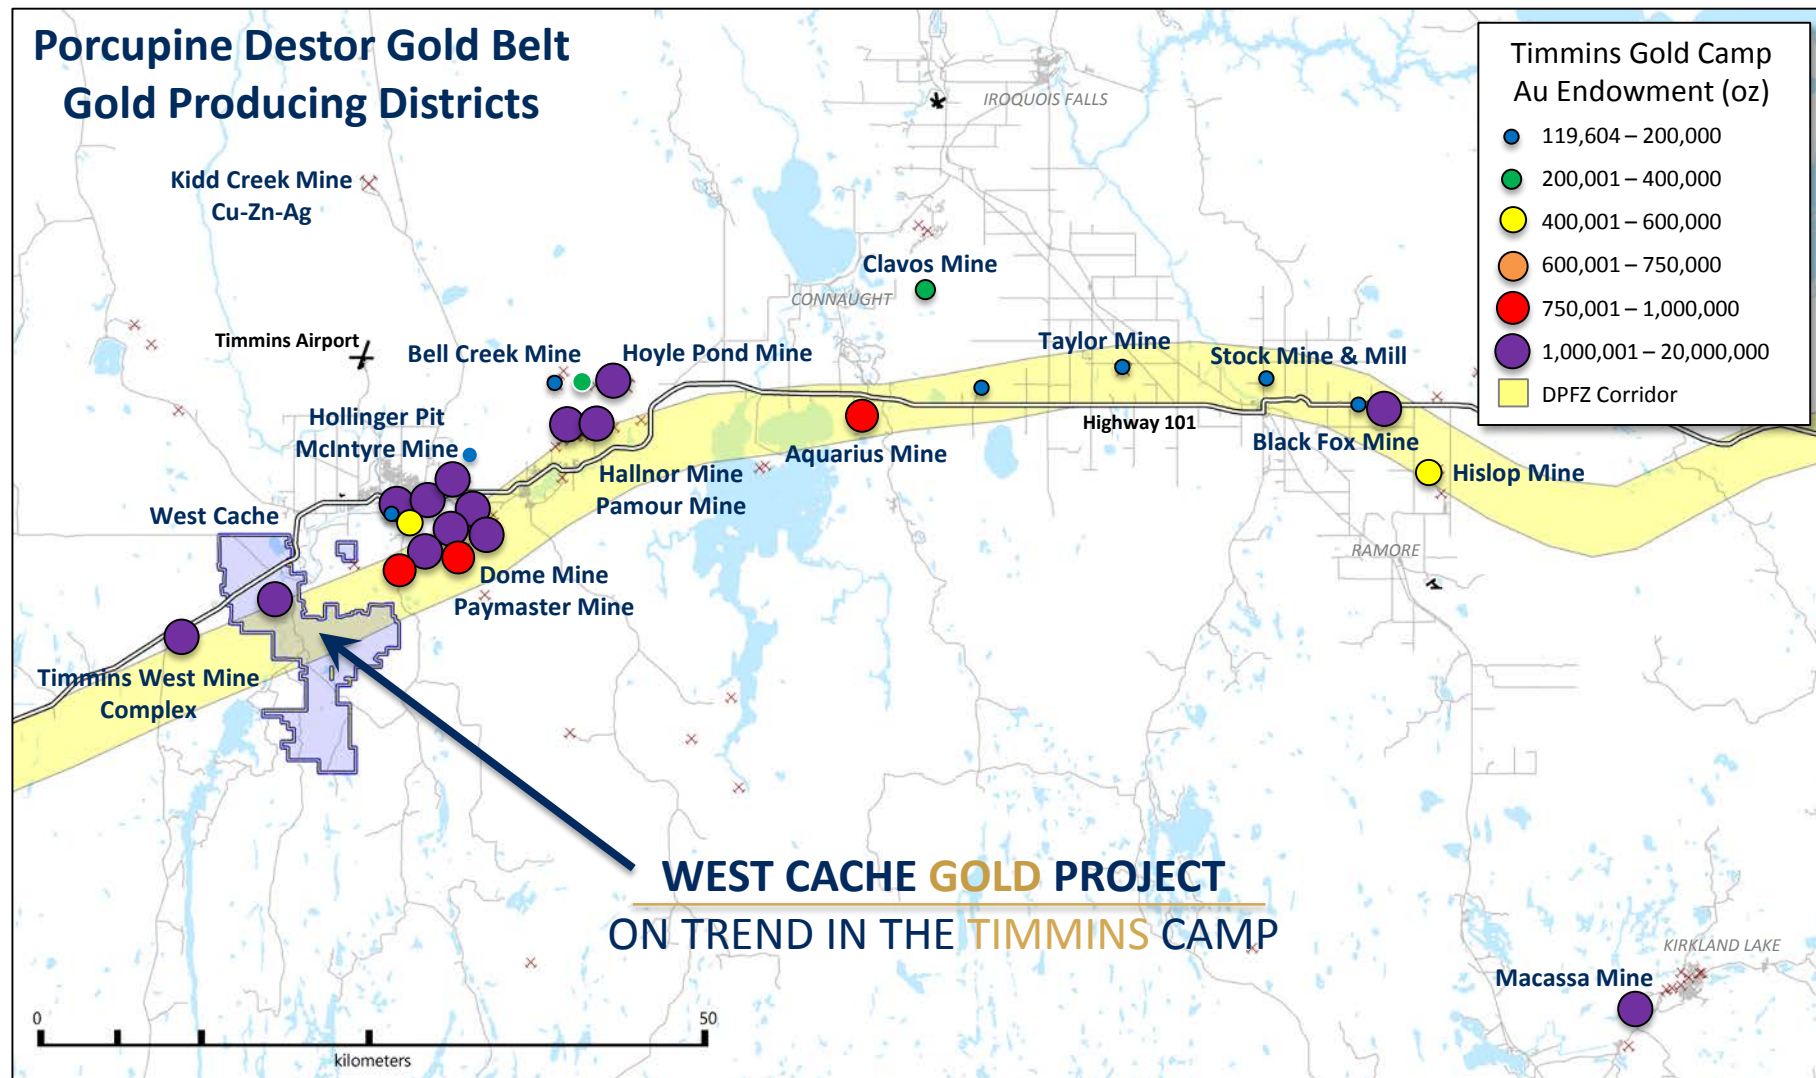 Porcupine Destor Gold Belt
Gold Producing Districts
Timmins Gold Camp
Au Endowment (oz)
119,604 – 200,000
200,001 – 400,000
400,001 – 600,000
600,001 – 750,000
750,001 – 1,000,000
1,000,001 – 20,000,000
DPFZ Corridor
IROQUOIS FALLS
Kidd Creek Mine
Cu-Zn-Ag
Clavos Mine
CONNAUGHT
Timmins Airport
Bell Creek Mine
Hoyle Pond Mine
Taylor Mine
Stock Mine & Mill
Hollinger Pit
McIntyre Mine
Highway 101
Aquarius Mine
Black Fox Mine
Hallnor Mine
Pamour Mine
Hislop Mine
West Cache
RAMORE
Dome Mine
Paymaster Mine
Timmins West Mine
Complex
WEST CACHE GOLD PROJECT
ON TREND IN THE TIMMINS CAMP
KIRKLAND LAKE
Macassa Mine
0
50
kilometers